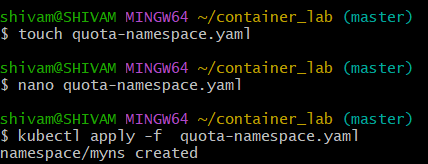 shivam@SHIVAM MINGW64 ~/container_lab (master)
$ touch quota-namespace.yaml
shivam@SHIVAM MINGW64 ~/container_lab (master)
$ nano quota-namespace.yaml
shivam@SHIVAM MINGW64 ~/container_lab (master)
$ kubectl apply -f  quota-namespace.yaml
namespace/myns created